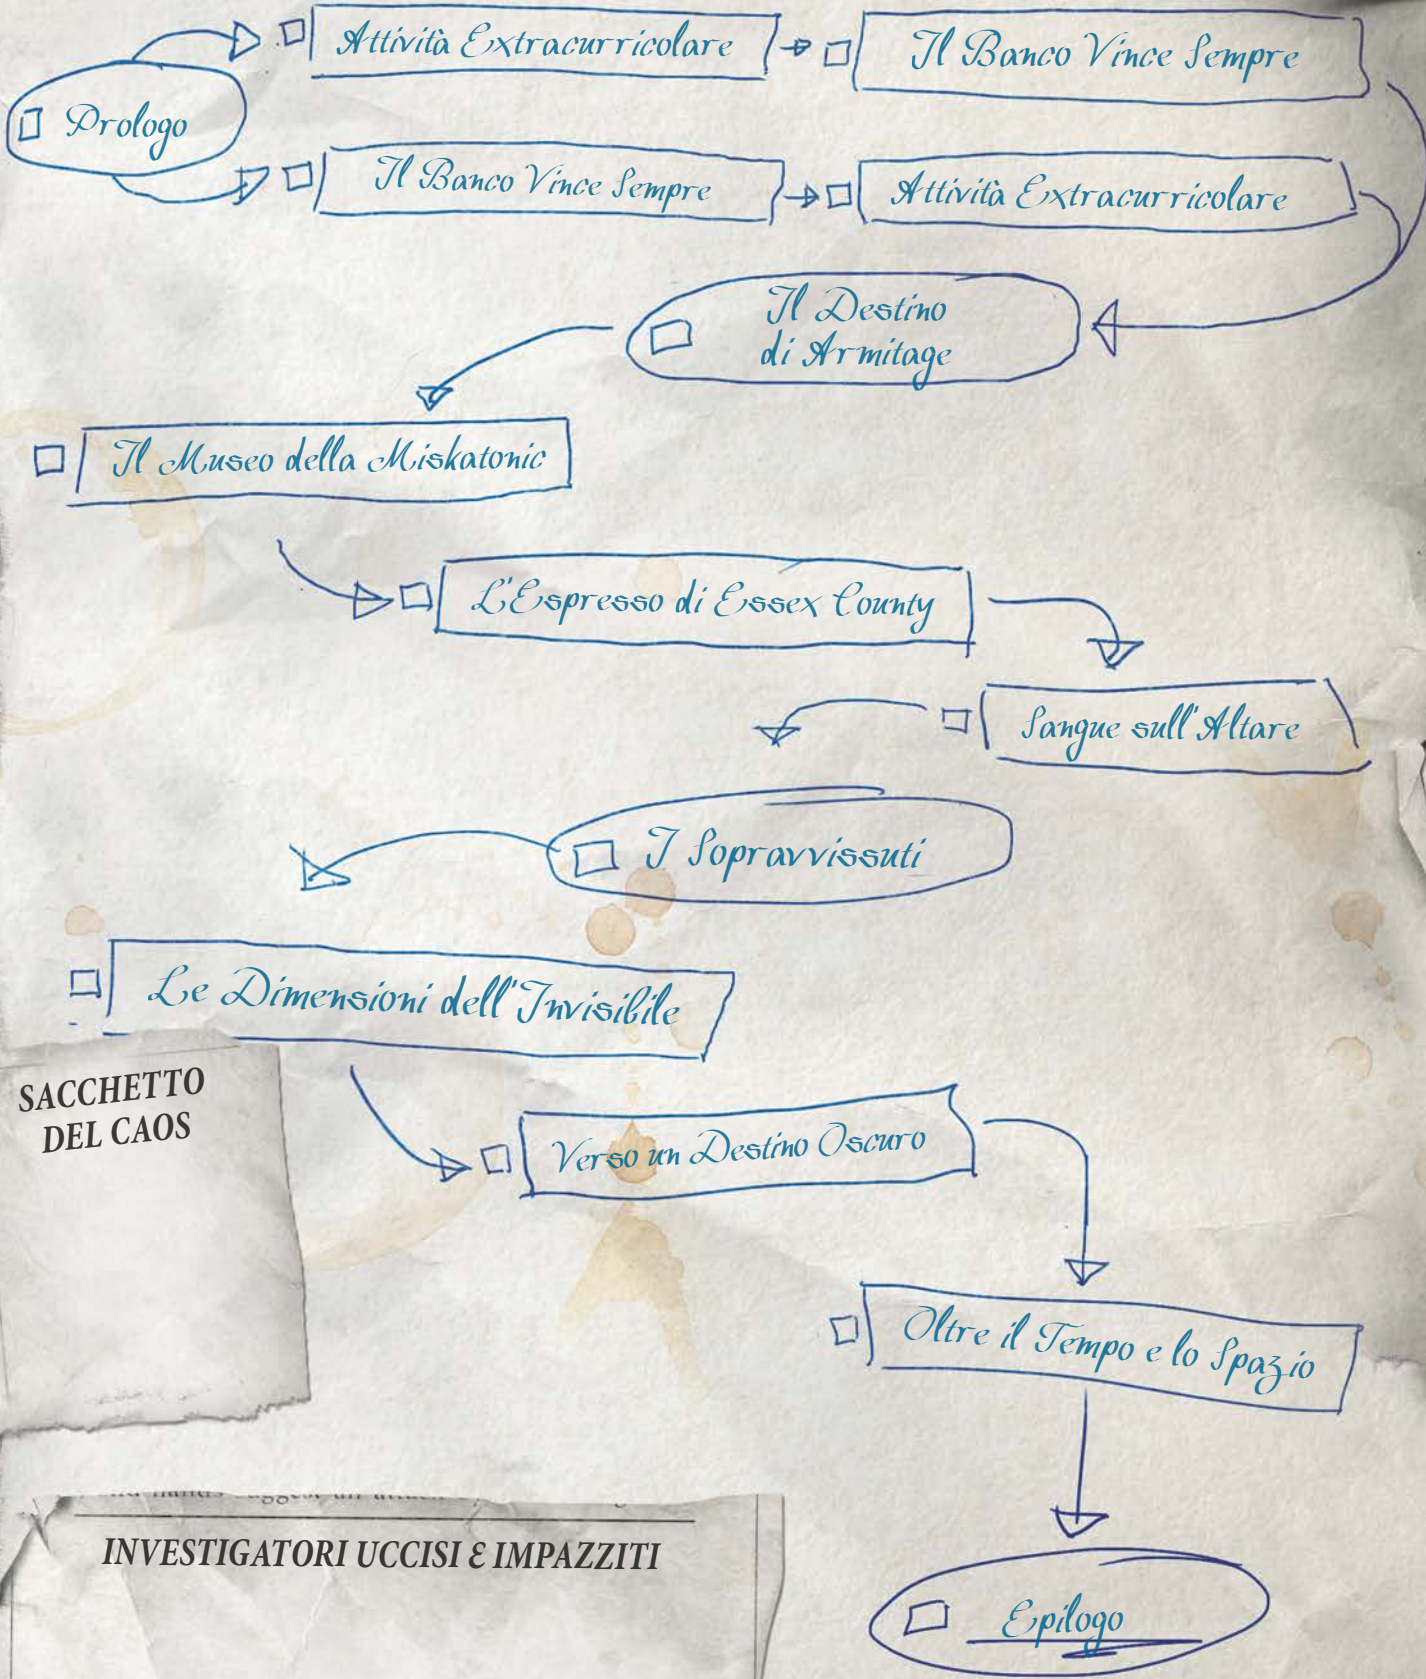 Attività Extracurricolare
Il Banco Vince Sempre
Prologo
Il Banco Vince Sempre
Attività Extracurricolare
Il Destino
di Armitage
Il Museo della Miskatonic
L'Espresso di Essex County
Sangue sull'Altare
I Sopravvissuti
Le Dimensioni dell'Invisibile
SACCHETTO
DEL CAOS
Verso un Destino Oscuro
Oltre il Tempo e lo Spazio
INVESTIGATORI UCCISI & IMPAZZITI
Epilogo